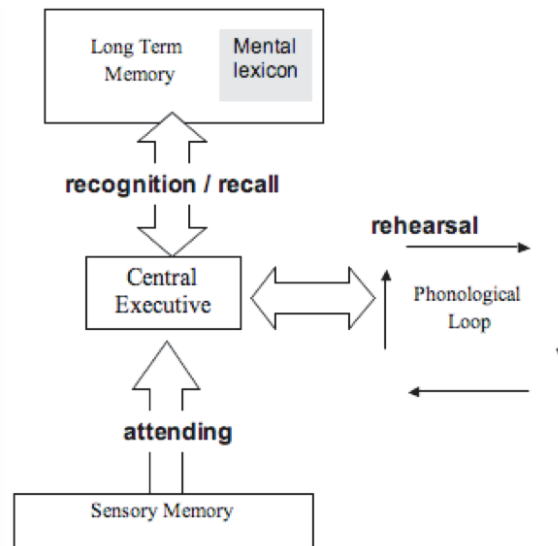 Long Term
Memory
Mental
lexicon
recognition / recall
rehearsal
Central
Executive
Phonological
Loop
attending
Sensory Memory